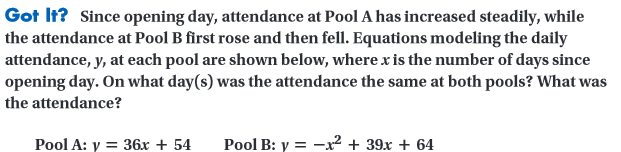 Got It? Since opening day, attendance at Pool A has increased steadily, while
the attendance at Pool B first rose and then fell. Equations modeling the daily
attendance, y, at each pool are shown below, where x is the number of days since
opening day. On what day(s) was the attendance the same at both pools? What was
the attendance?
Pool A: y = 36x + 54 Pool B: y = −x² + 39x + 64